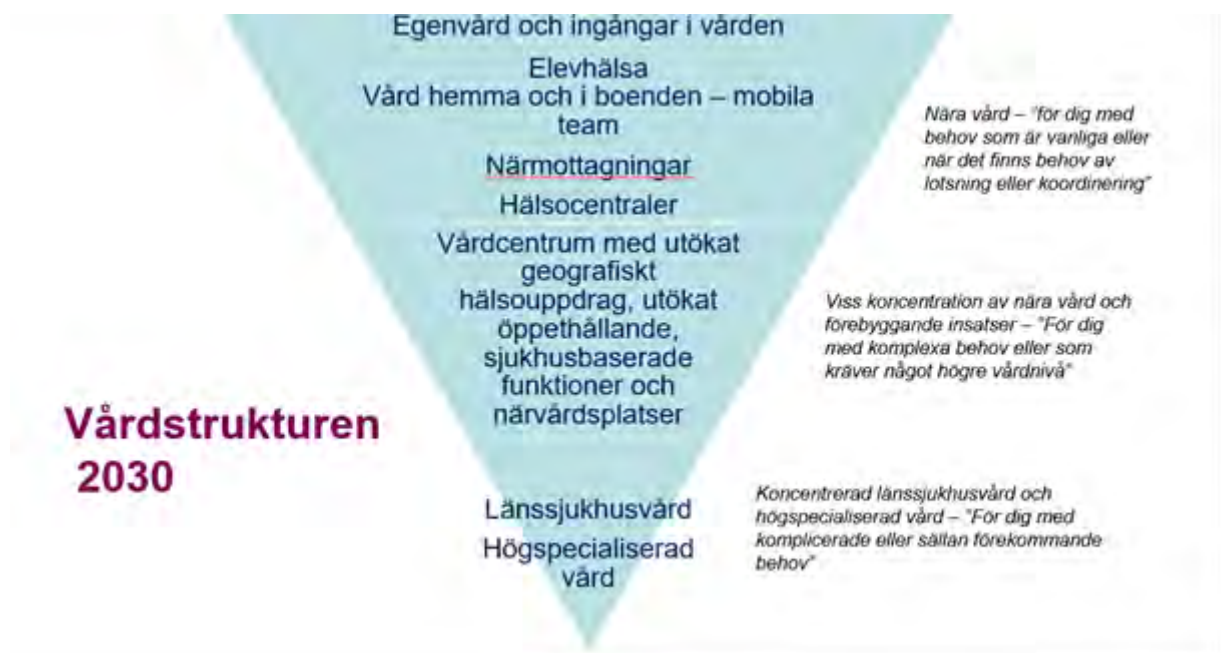 Egenvård och ingångar i vården
Elevhälsa
Vård hemma och i boenden – mobila
team
Närmottagningar
Hälsocentraler
Vårdcentrum med utökat
geografiskt
hälsouppdrag, utökat
öppethållande,
sjukhusbaserade
funktioner och
närvårdsplatser
Länssjukhusvård
Högspecialiserad
vård
Nära vård – "för dig med
behov som är vanliga eller
när det finns behov av
lotsning eller koordinering"
Viss koncentration av nära vård och
förebyggande insatser – "För dig
med komplexa behov eller som
kräver något högre vårdnivå"
Koncentrerad länssjukhusvård och
högspecialiserad vård – "För dig med
komplicerade eller sällan förekommande
behov"
Vårdstrukturen
2030